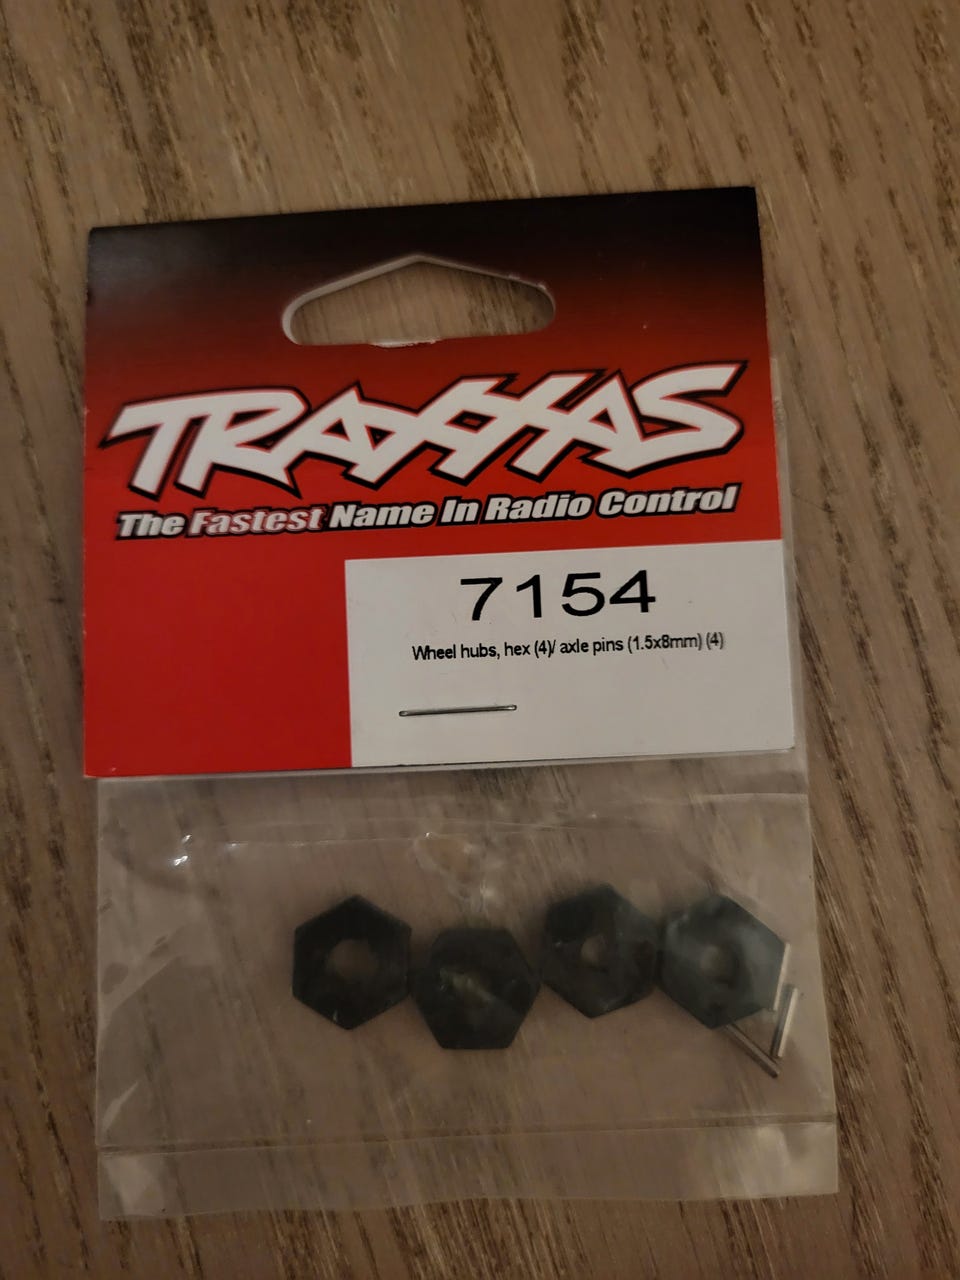 TRAXXAS
The Fastest Name In Radio Control
7154
Wheel hubs, hex (4)/ axle pins (1.5x8mm) (4)